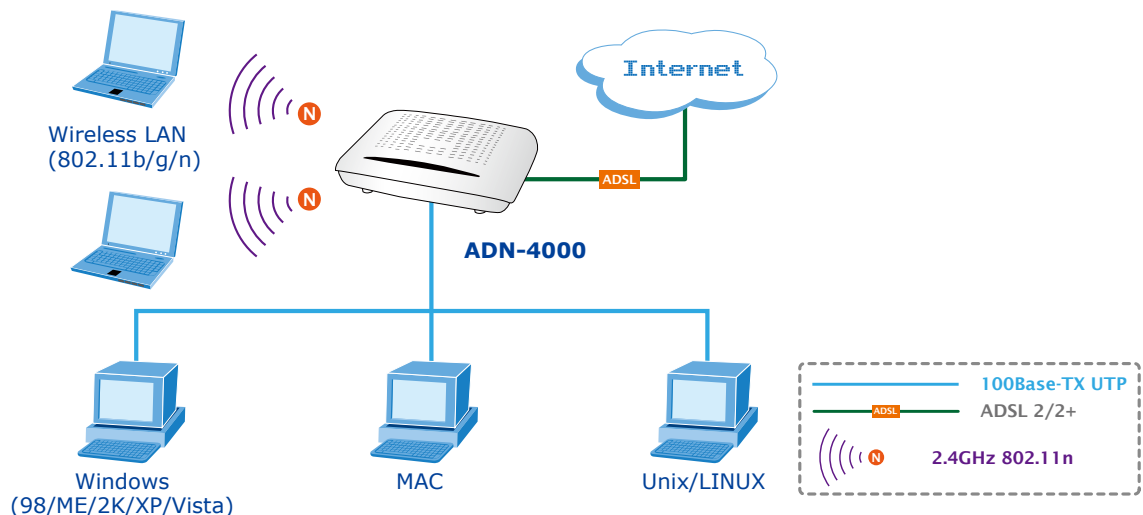 Internet
N
Wireless LAN
(802.11b/g/n)
ADSL
N
ADN-4000
Windows
(98/ME/2K/XP/Vista)
MAC
Unix/LINUX
100Base-TX UTP
ADSL
ADSL 2/2+
N
2.4GHz 802.11n